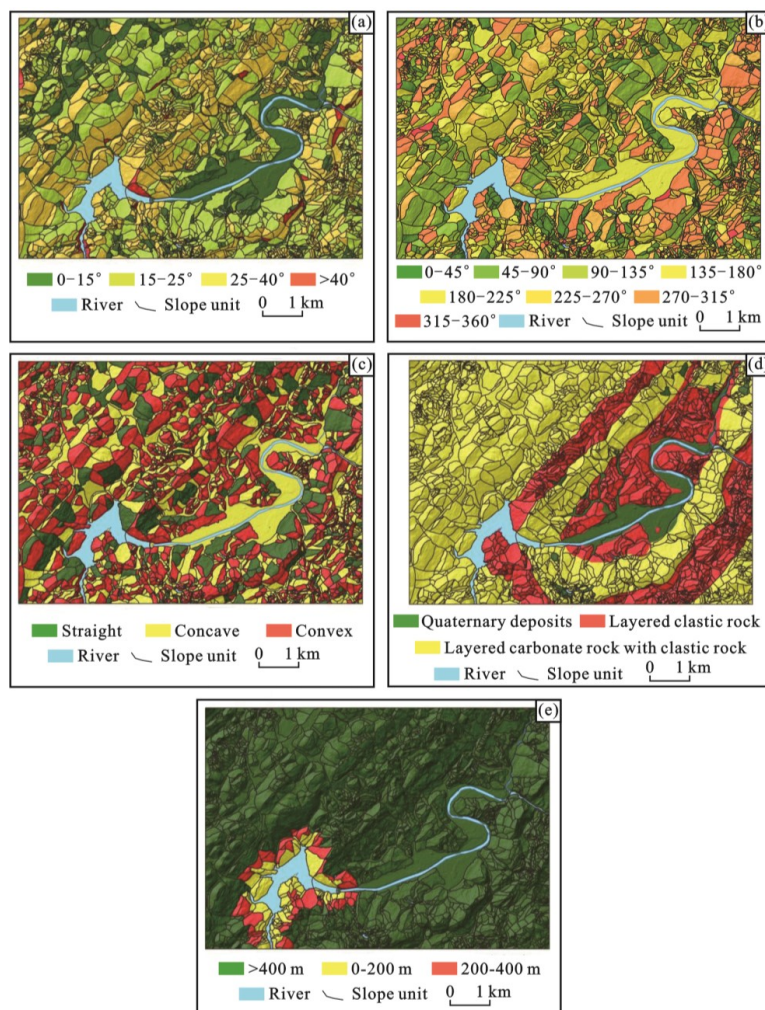 (a)
0−15° 15−25° 25−40° >40°
River Slope unit 0 1 km
(b)
0−45° 45−90° 90−135° 135−180°
180−225° 225−270° 270−315°
315−360° River Slope unit 0 1 km
(c)
Straight Concave Convex
River Slope unit 0 1 km
(d)
Quaternary deposits Layered clastic rock
Layered carbonate rock with clastic rock
River Slope unit 0 1 km
(e)
>400 m 0-200 m 200-400 m
River Slope unit 0 1 km